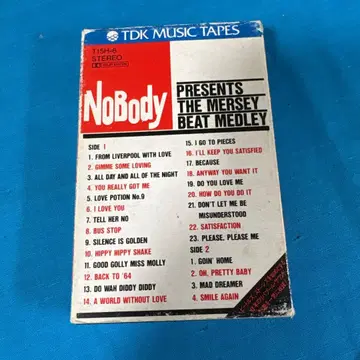 TDK MUSIC TAPES
T15H-6
STEREO
DOLBY SYSTEM
NOBODY
PRESENTS
THE MERSEY
BEAT MEDLEY
SIDE 1
1. FROM LIVERPOOL WITH LOVE
2. GIMME SOME LOVING
3. ALL DAY AND ALL OF THE NIGHT
4. YOU REALLY GOT ME
5. LOVE POTION No.9
6. I LOVE YOU
7. TELL HER NO
8. BUS STOP
9. SILENCE IS GOLDEN
10. HIPPY HIPPY SHAKE
11. GOOD GOLLY MISS MOLLY
12. BACK TO '64
13. DO WAH DIDDY DIDDY
14. A WORLD WITHOUT LOVE
15. I GO TO PIECES
16. I'LL KEEP YOU SATISFIED
17. BECAUSE
18. ANYWAY YOU WANT IT
19. DO YOU LOVE ME
20. HOW DO YOU DO IT
21. DON'T LET ME BE
MISUNDERSTOOD
22. SATISFACTION
23. PLEASE, PLEASE ME
SIDE 2
1. GOIN' HOME
2. OH, PRETTY BABY
3. MAD DREAMER
4. SMILE AGAIN